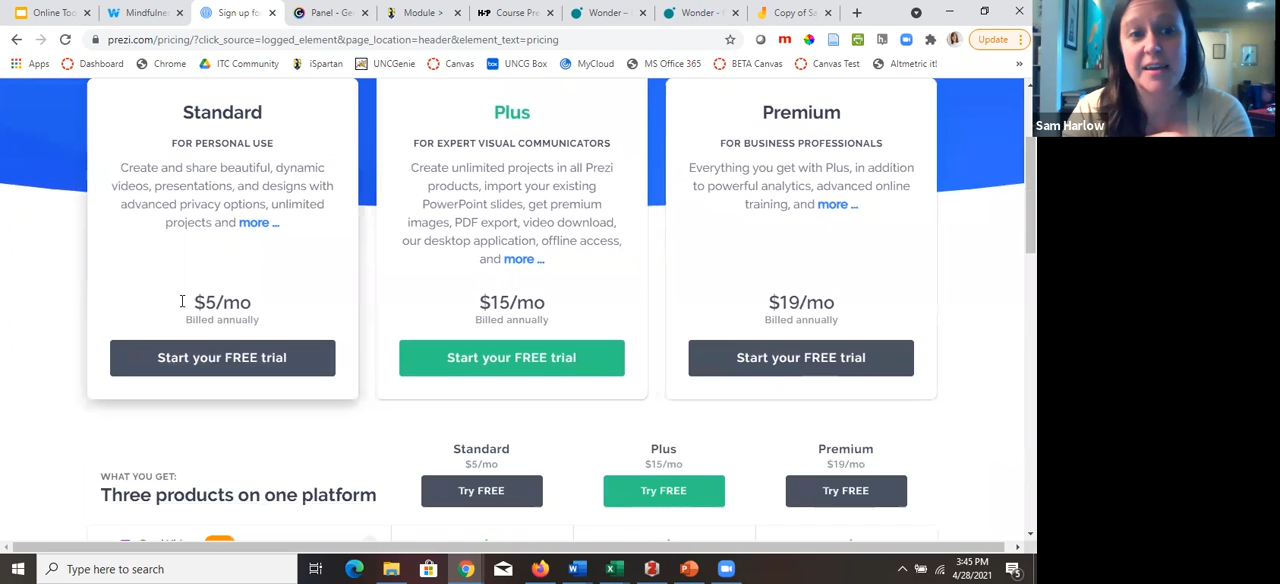 Online Too
Mindfulnes
Sign up fo
Panel - Ge
Module >
Course Pre
Wonder –
Wonder -
Copy of Sa
prezi.com/pricing/?click_source=logged_element&page_location=header&element_text=pricing
Update
Apps
Dashboard
Chrome
ITC Community
iSpartan
UNCGenie
Canvas
UNCG Box
MyCloud
MS Office 365
BETA Canvas
Canvas Test
Altmetric it!
»
Sam Harlow
Standard
FOR PERSONAL USE
Create and share beautiful, dynamic
videos, presentations, and designs with
advanced privacy options, unlimited
projects and more ...
$5/mo
Billed annually
Start your FREE trial
Plus
FOR EXPERT VISUAL COMMUNICATORS
Create unlimited projects in all Prezi
products, import your existing
PowerPoint slides, get premium
images, PDF export, video download,
our desktop application, offline access,
and more ...
$15/mo
Billed annually
Start your FREE trial
Premium
FOR BUSINESS PROFESSIONALS
Everything you get with Plus, in addition
to powerful analytics, advanced online
training, and more ...
$19/mo
Billed annually
Start your FREE trial
WHAT YOU GET:
Three products on one platform
Standard
$5/mo
Try FREE
Plus
$15/mo
Try FREE
Premium
$19/mo
Try FREE
Type here to search
3:45 PM
4/28/2021
5